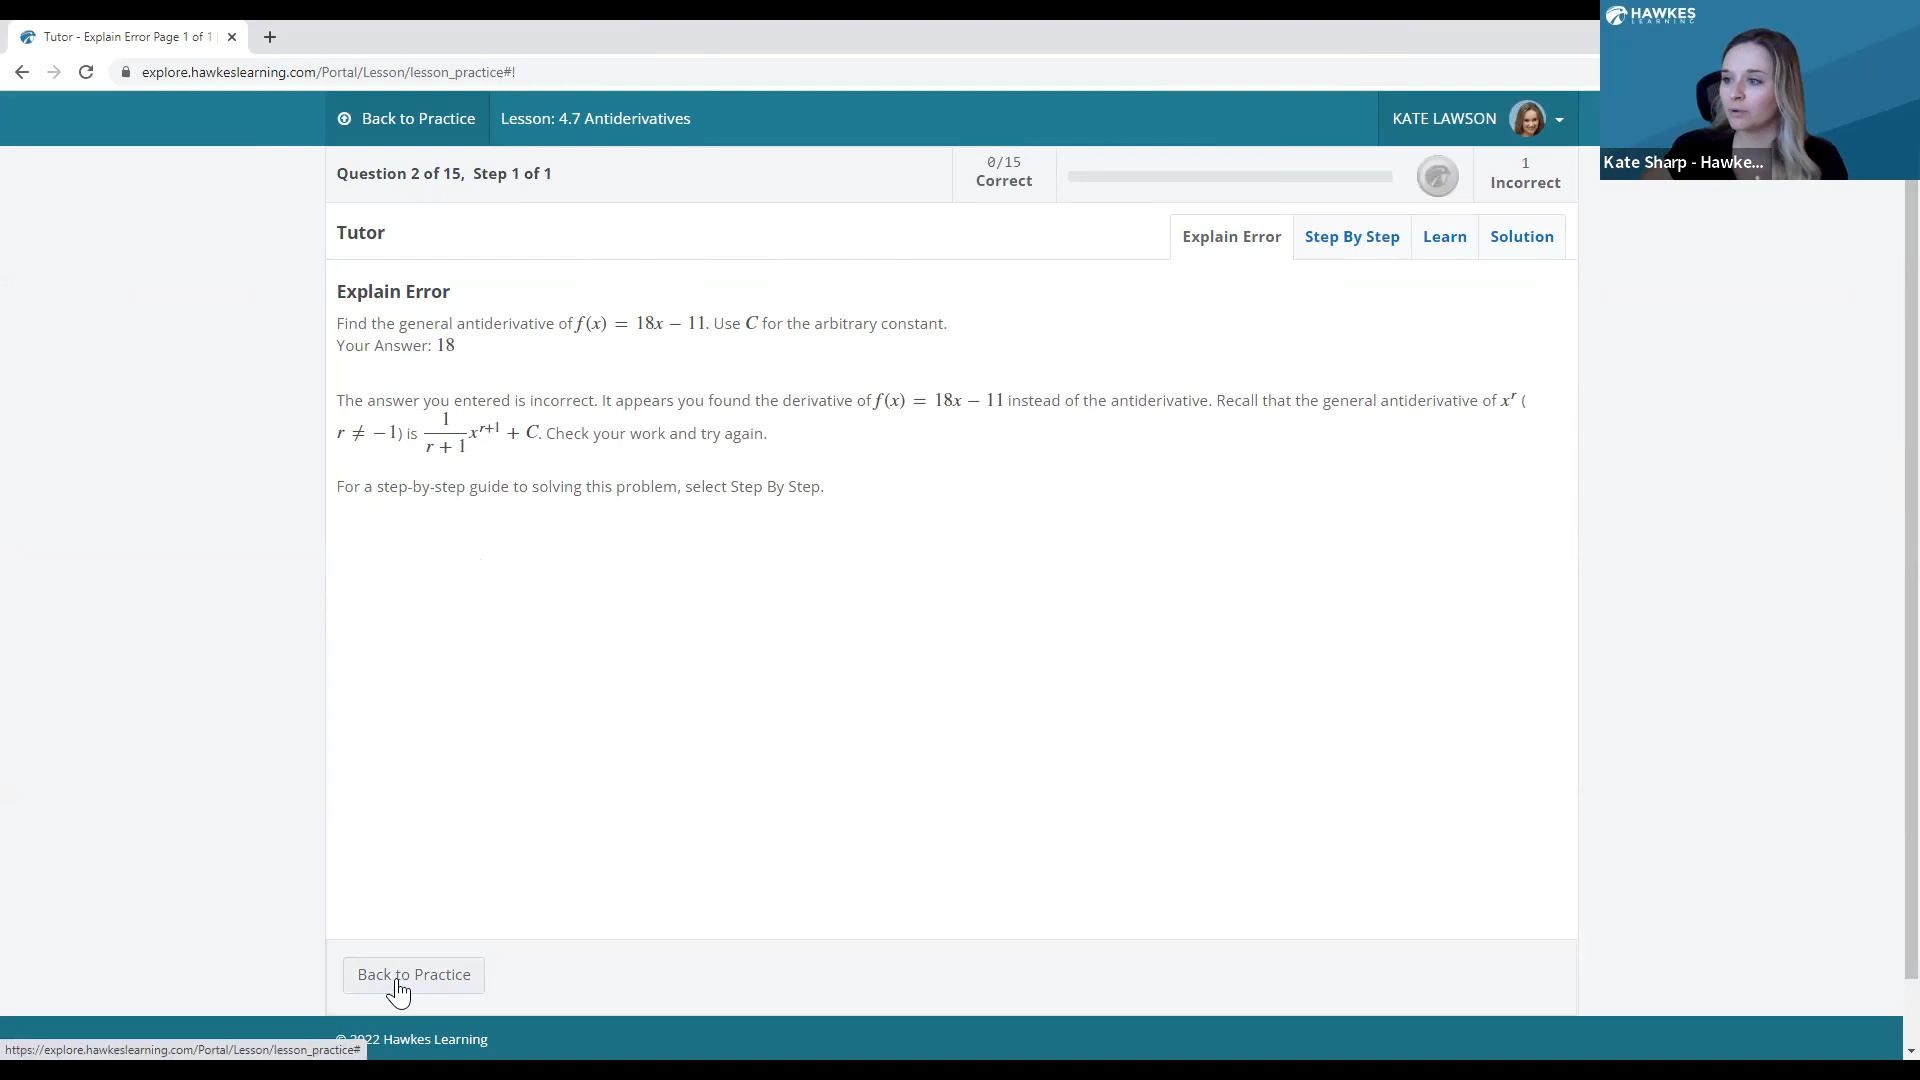 Tutor - Explain Error Page 1 of 1
explore.hawkeslearning.com/Portal/Lesson/lesson_practice#!
HAWKES
LEARNING
Kate Sharp - Hawke...
Back to Practice
Lesson: 4.7 Antiderivatives
KATE LAWSON
Question 2 of 15, Step 1 of 1
0/15
Correct
1
Incorrect
Tutor
Explain Error
Step By Step
Learn
Solution
Explain Error
Find the general antiderivative of f(x) = 18x − 11. Use C for the arbitrary constant.
Your Answer: 18
The answer you entered is incorrect. It appears you found the derivative of f(x) = 18x − 11 instead of the antiderivative. Recall that the general antiderivative of x^r (
r ≠ −1) is 1/(r + 1) x^(r+1) + C. Check your work and try again.
For a step-by-step guide to solving this problem, select Step By Step.
Back to Practice
© 2022 Hawkes Learning
https://explore.hawkeslearning.com/Portal/Lesson/lesson_practice#